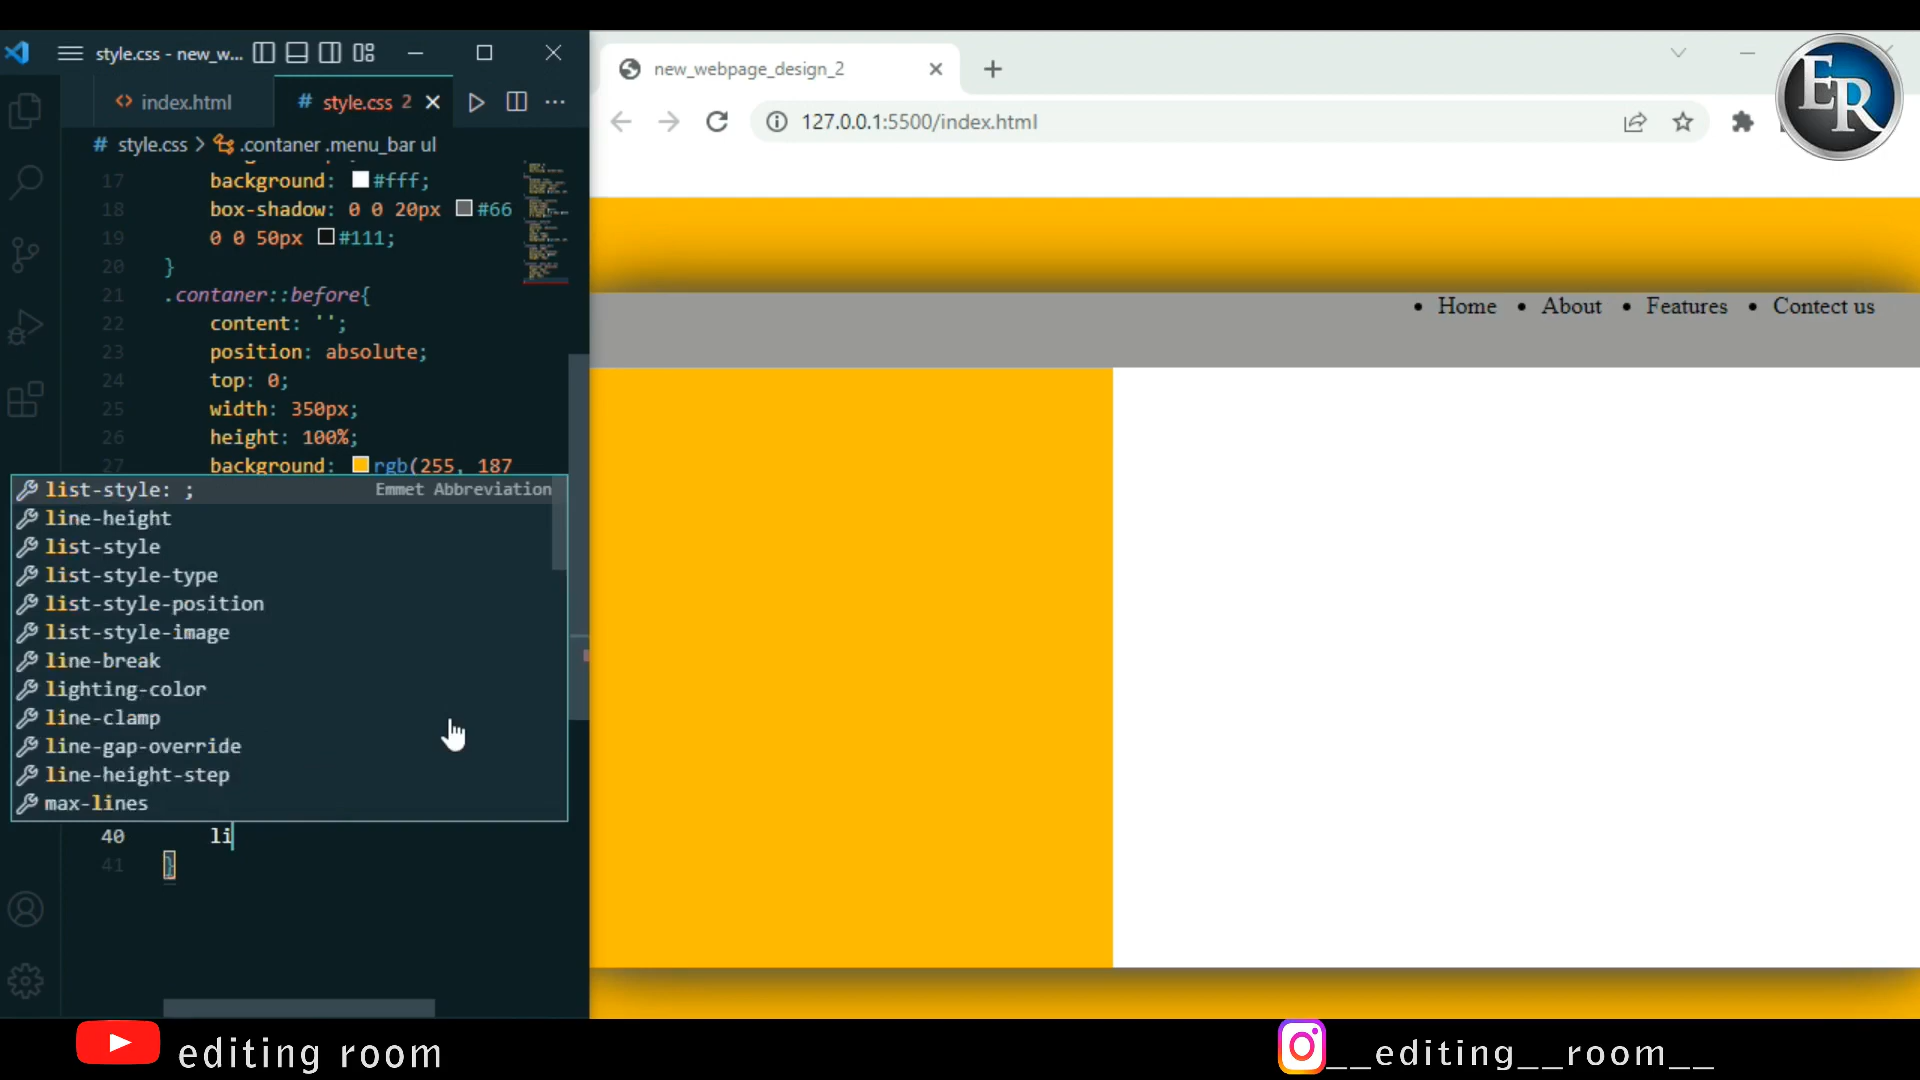 style.css - new_w...
index.html
# style.css 2
# style.css > .contaner .menu_bar ul
17 background: #fff;
18 box-shadow: 0 0 20px #66
19 0 0 50px #111;
20 }
21 .contaner::before{
22 content: '';
23 position: absolute;
24 top: 0;
25 width: 350px;
26 height: 100%;
27 background: rgb(255, 187
list-style: ; Emmet Abbreviation
line-height
list-style
list-style-type
list-style-position
list-style-image
line-break
lighting-color
line-clamp
line-gap-override
line-height-step
max-lines
40 li
41 }
new_webpage_design_2
127.0.0.1:5500/index.html
ER
• Home • About • Features • Contect us
editing room
__editing__room__